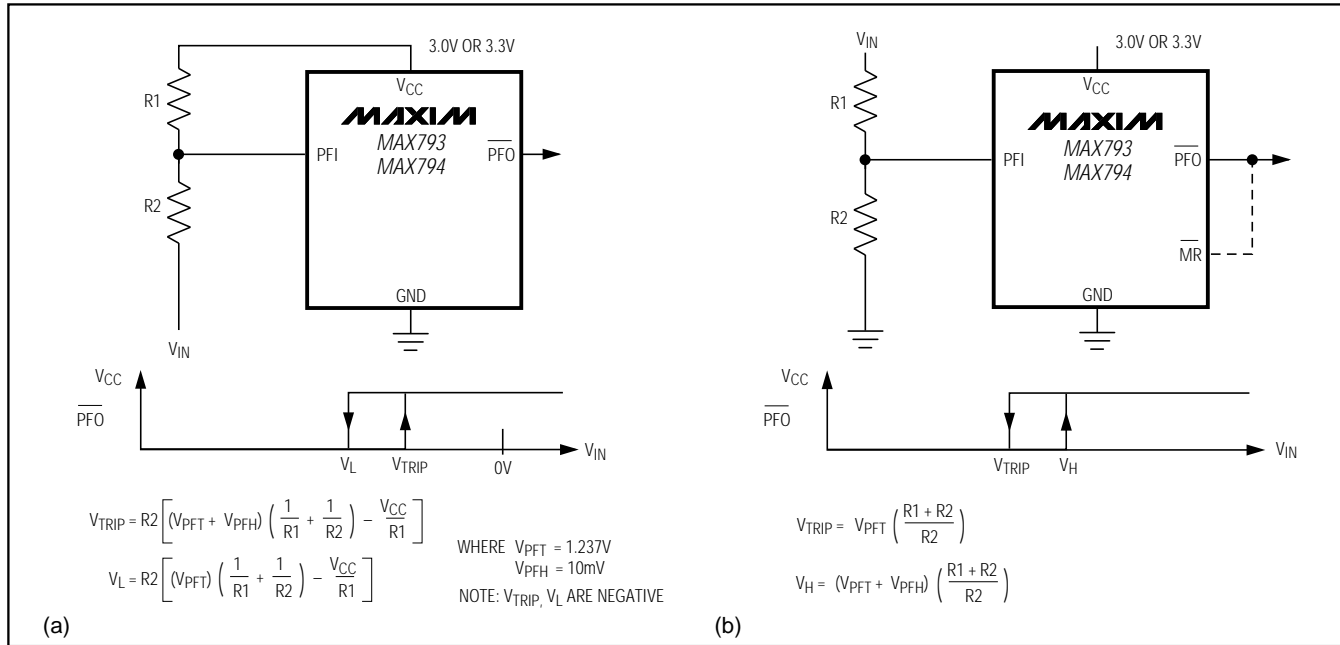 3.0V OR 3.3V
R1
VCC
MAXIM
MAX793
MAX794
PFI
PFO
R2
GND
VIN
VCC
PFO
VL
VTRIP
0V
VIN
VTRIP = R2 [(VPFT + VPFH) (1/R1 + 1/R2) – VCC/R1]
VL = R2 [(VPFT) (1/R1 + 1/R2) – VCC/R1]
WHERE VPFT = 1.237V
VPFH = 10mV
NOTE: VTRIP, VL ARE NEGATIVE
(a)
VIN
3.0V OR 3.3V
R1
VCC
MAXIM
MAX793
MAX794
PFI
PFO
R2
MR
GND
VCC
PFO
VTRIP
VH
VIN
VTRIP = VPFT (R1 + R2/R2)
VH = (VPFT + VPFH) (R1 + R2/R2)
(b)